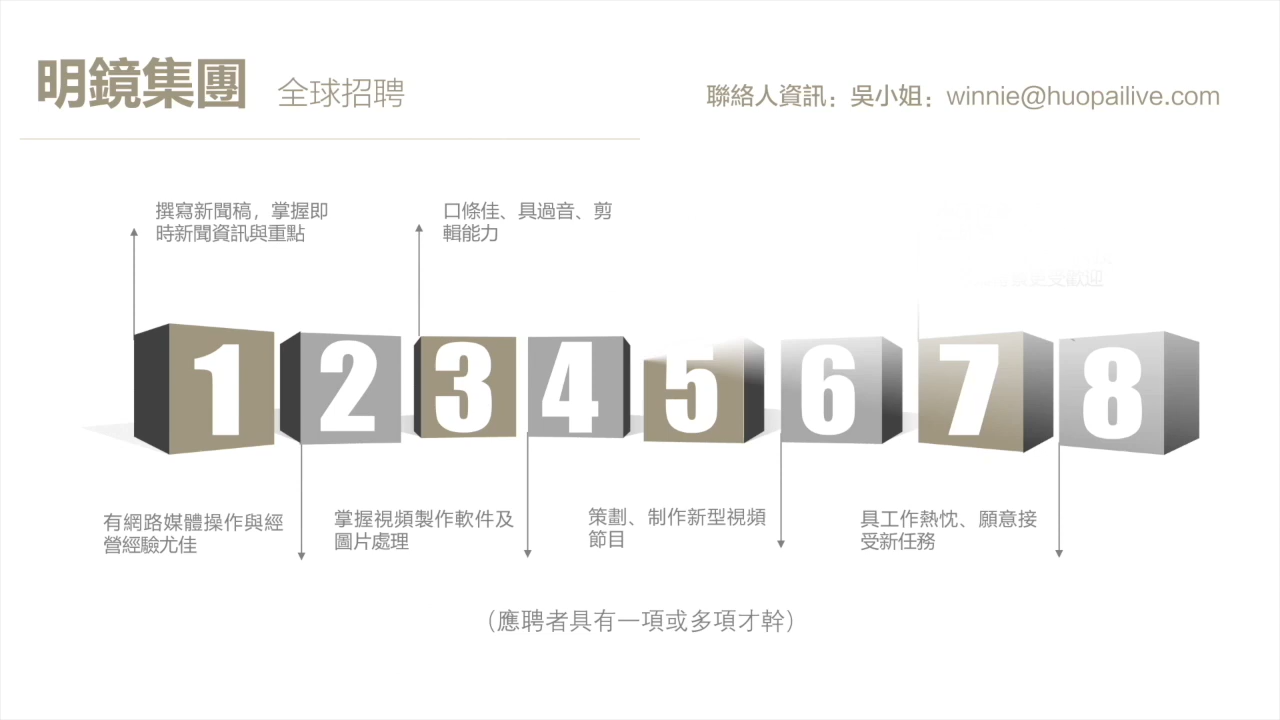 明鏡集團 全球招聘
聯絡人資訊：吳小姐：winnie@huopailive.com
撰寫新聞稿，掌握即
時新聞資訊與重點
口條佳、具過音、剪
輯能力
更受歡迎
1 2 3 4 5 6 7 8
有網路媒體操作與經
營經驗尤佳
掌握視頻製作軟件及
圖片處理
策劃、制作新型視頻
節目
具工作熱忱、願意接
受新任務
（應聘者具有一項或多項才幹）